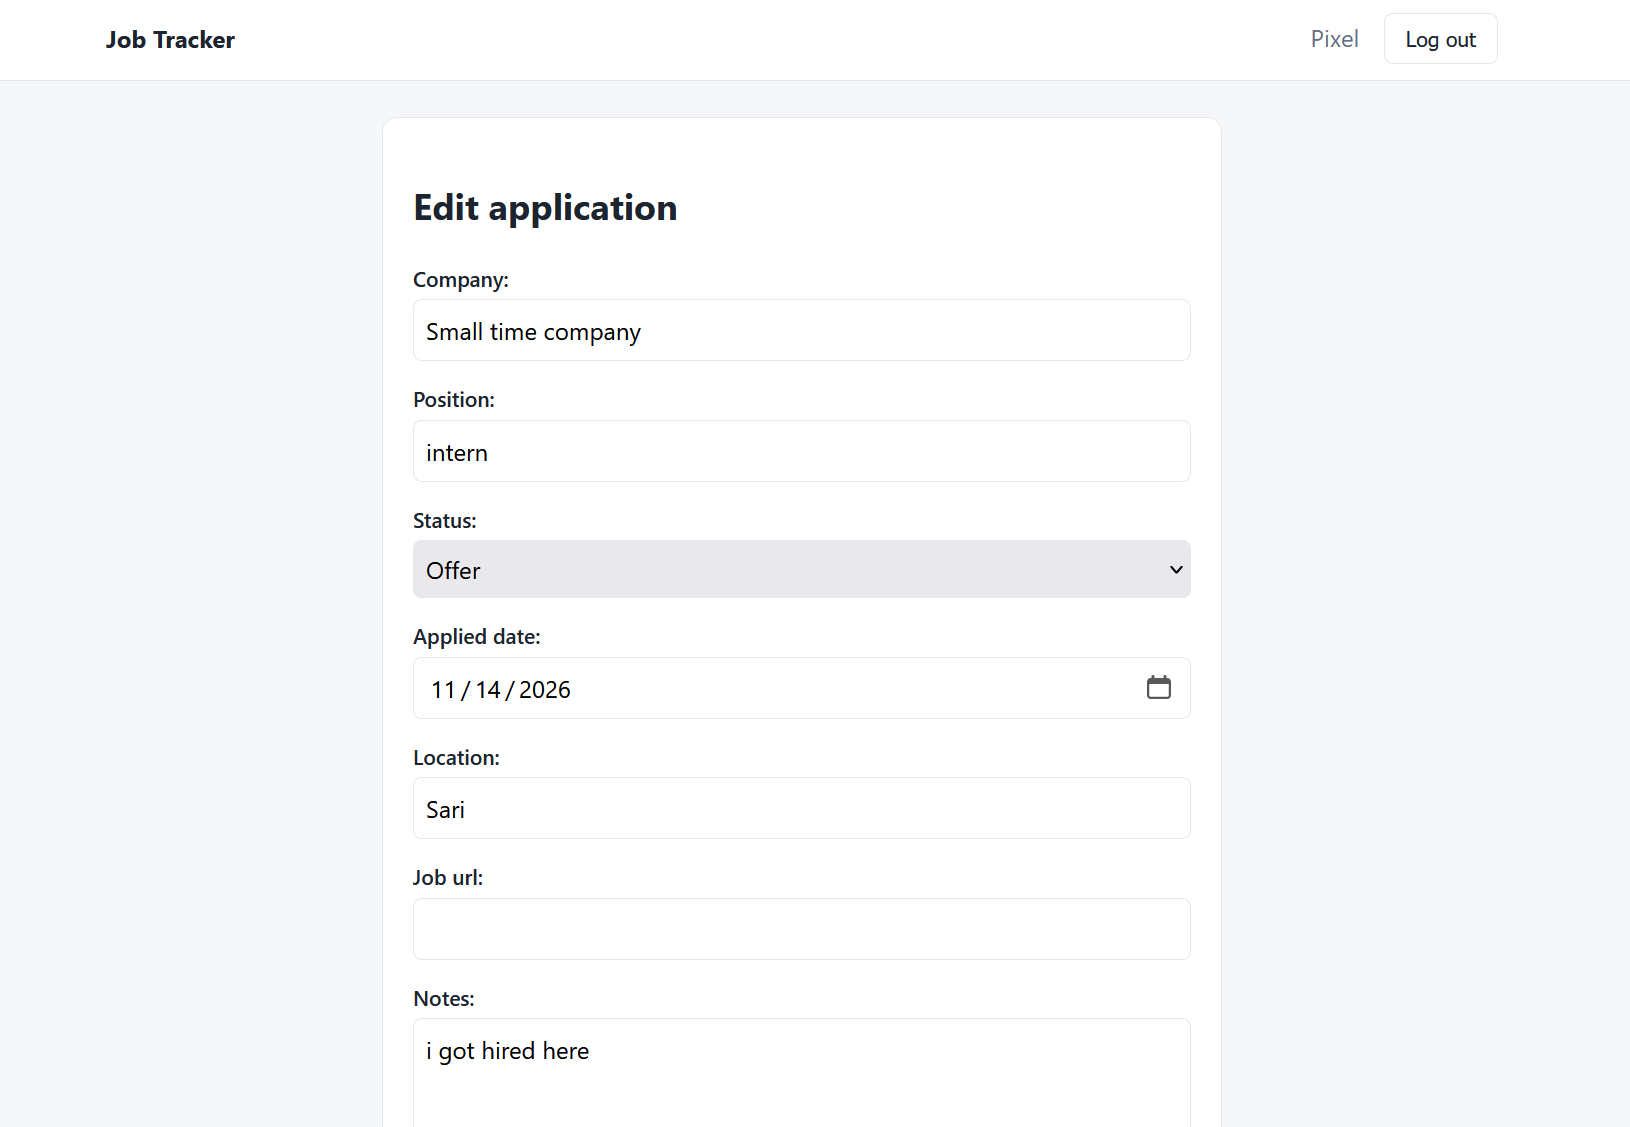 Job Tracker
Pixel
Log out
Edit application
Company:
Small time company
Position:
intern
Status:
Offer
Applied date:
11 / 14 / 2026
Location:
Sari
Job url:
Notes:
i got hired here